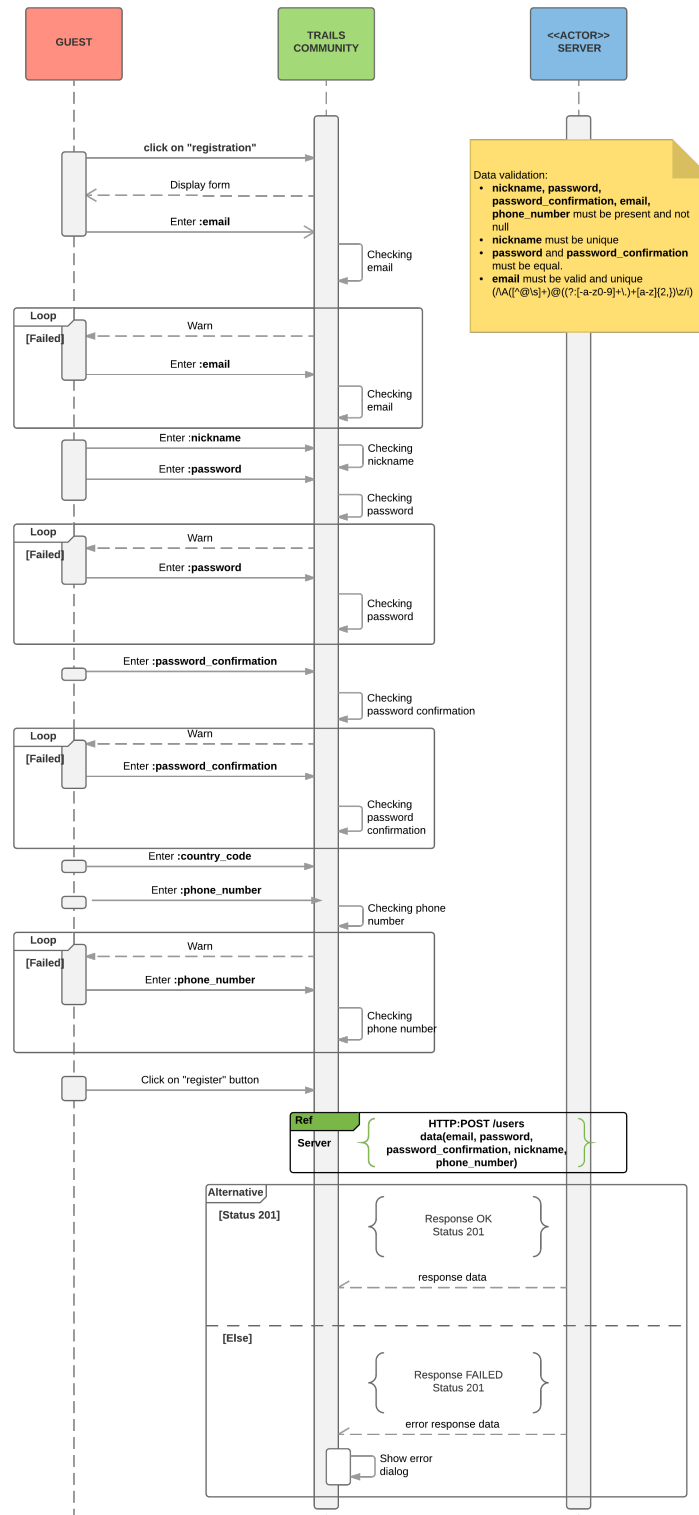 GUEST
TRAILS
COMMUNITY
<<ACTOR>>
SERVER
click on "registration"
Display form
Enter :email
Checking
email
Data validation:
• nickname, password,
password_confirmation, email,
phone_number must be present and not
null
• nickname must be unique
• password and password_confirmation
must be equal.
• email must be valid and unique
(/\A([^@\s]+)@((?:[-a-z0-9]+\.)+[a-z]{2,})\z/i)
Loop
[Failed]
Warn
Enter :email
Checking
email
Enter :nickname
Checking
nickname
Enter :password
Checking
password
Loop
[Failed]
Warn
Enter :password
Checking
password
Enter :password_confirmation
Checking
password confirmation
Loop
[Failed]
Warn
Enter :password_confirmation
Checking
password
confirmation
Enter :country_code
Enter :phone_number
Checking phone
number
Loop
[Failed]
Warn
Enter :phone_number
Checking
phone number
Click on "register" button
Ref
Server
HTTP:POST /users
data(email, password,
password_confirmation, nickname,
phone_number)
Alternative
[Status 201]
Response OK
Status 201
response data
[Else]
Response FAILED
Status 201
error response data
Show error
dialog